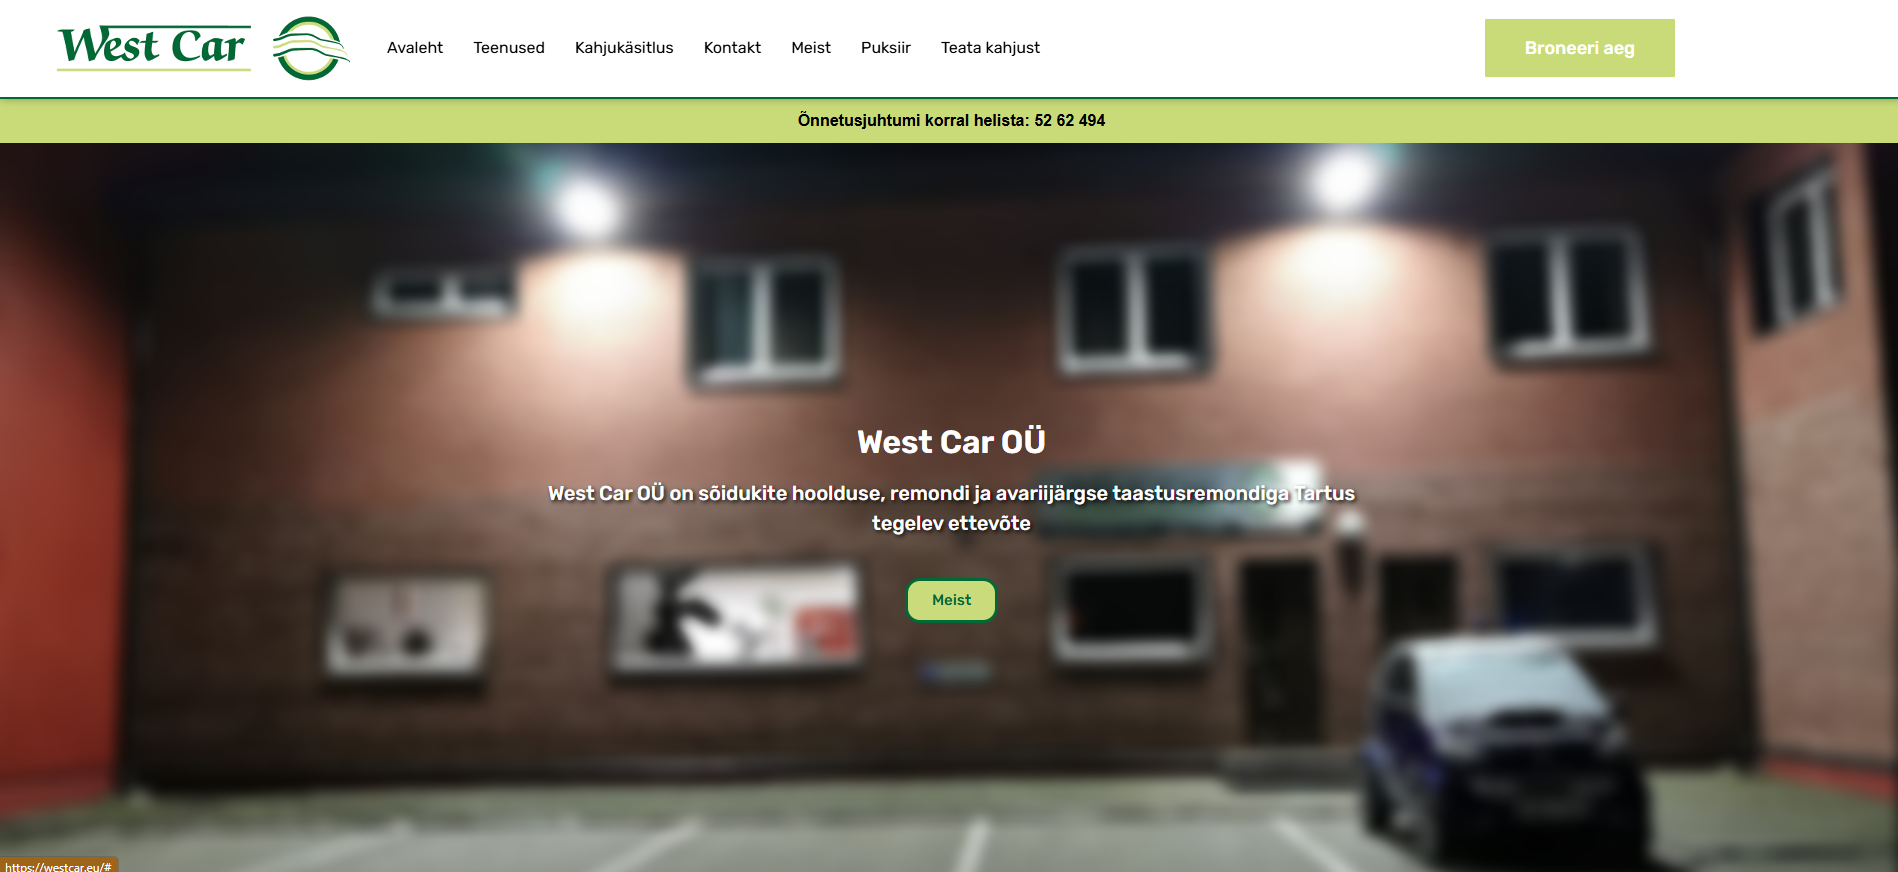 West Car
Avaleht Teenused Kahjukäsitlus Kontakt Meist Puksiir Teata kahjust
Broneeri aeg
Õnnetusjuhtumi korral helista: 52 62 494
West Car OÜ
West Car OÜ on sõidukite hoolduse, remondi ja avariijärgse taastusremondiga Tartus
tegelev ettevõte
Meist
https://westcar.eu/#